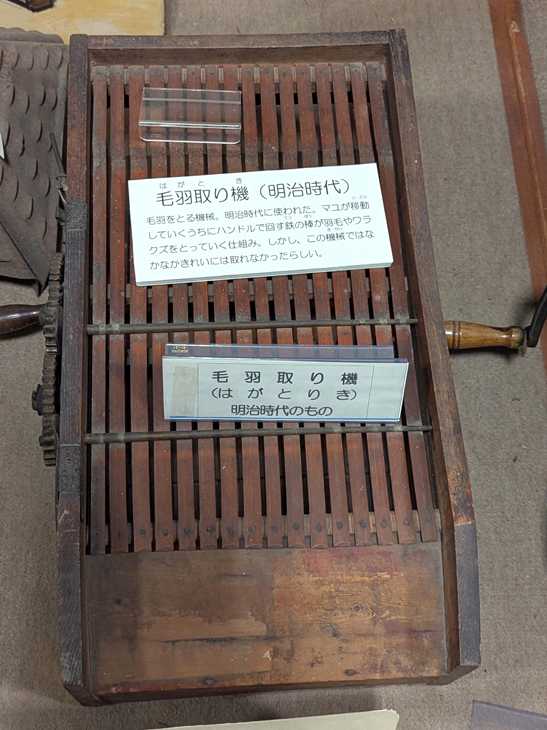 はがとき
毛羽取り機（明治時代）
毛羽をとる機械。明治時代に使われた。マユが移動
していくうちにハンドルで回す鉄の棒が羽毛やワラ
クズをとっていく仕組み。しかし、この機械ではな
かなかきれいには取れなかったらしい。
毛羽取り機
（はがとりき）
明治時代のもの